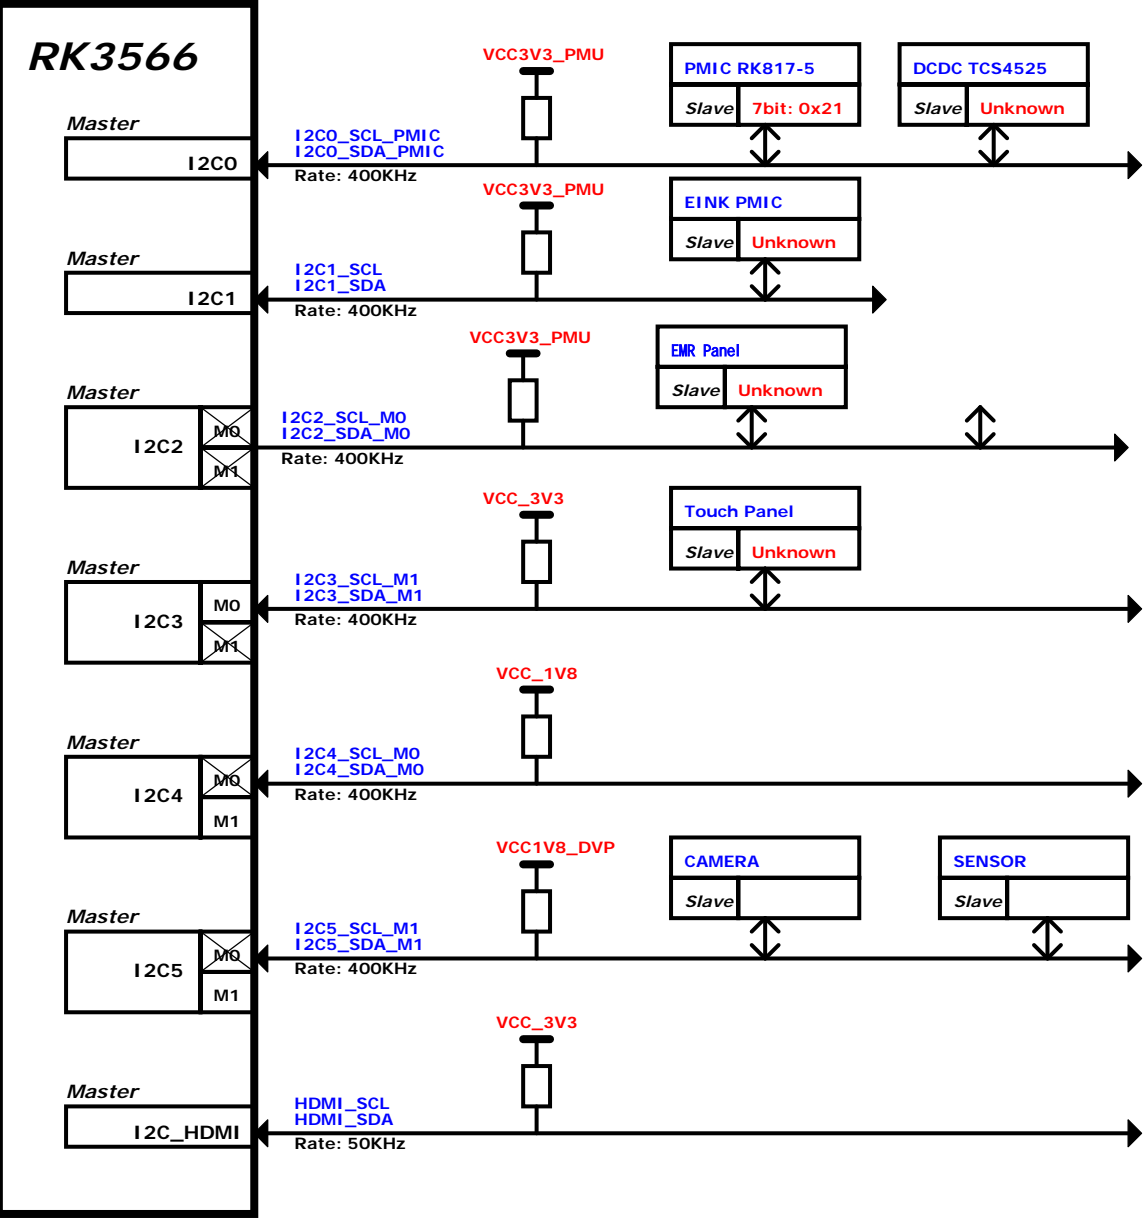 RK3566
VCC3V3_PMU
PMIC RK817-5
DCDC TCS4525
Slave 7bit: 0x21
Slave Unknown
Master
I2C0
I2C0_SCL_PMIC
I2C0_SDA_PMIC
Rate: 400KHz
VCC3V3_PMU
EINK PMIC
Slave Unknown
Master
I2C1
I2C1_SCL
I2C1_SDA
Rate: 400KHz
VCC3V3_PMU
EMR Panel
Slave Unknown
Master
I2C2
M0
M1
I2C2_SCL_M0
I2C2_SDA_M0
Rate: 400KHz
VCC_3V3
Touch Panel
Slave Unknown
Master
I2C3
M0
M1
I2C3_SCL_M1
I2C3_SDA_M1
Rate: 400KHz
VCC_1V8
Master
I2C4
M0
M1
I2C4_SCL_M0
I2C4_SDA_M0
Rate: 400KHz
VCC1V8_DVP
CAMERA
SENSOR
Slave
Slave
Master
I2C5
M0
M1
I2C5_SCL_M1
I2C5_SDA_M1
Rate: 400KHz
VCC_3V3
Master
I2C_HDMI
HDMI_SCL
HDMI_SDA
Rate: 50KHz